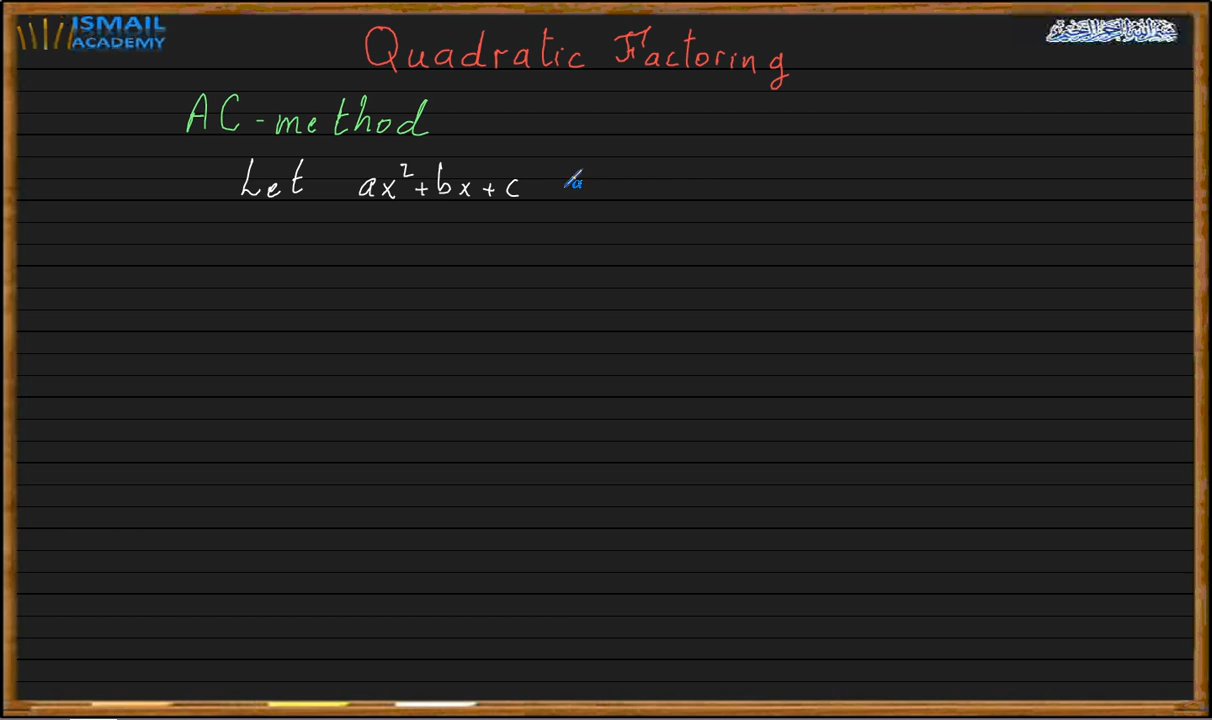 ISMAIL
ACADEMY
Quadratic Factoring
AC-method
Let ax²+bx+c